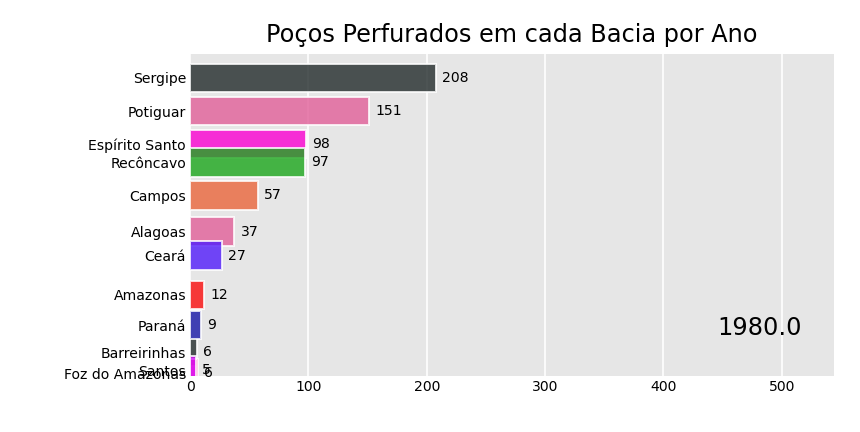 Poços Perfurados em cada Bacia por Ano
Sergipe 208
Potiguar 151
Espírito Santo 98
Recôncavo 97
Campos 57
Alagoas 37
Ceará 27
Amazonas 12
Paraná 9
1980.0
Barreirinhas 6
Santos 5
Foz do Amazonas 6
0 100 200 300 400 500